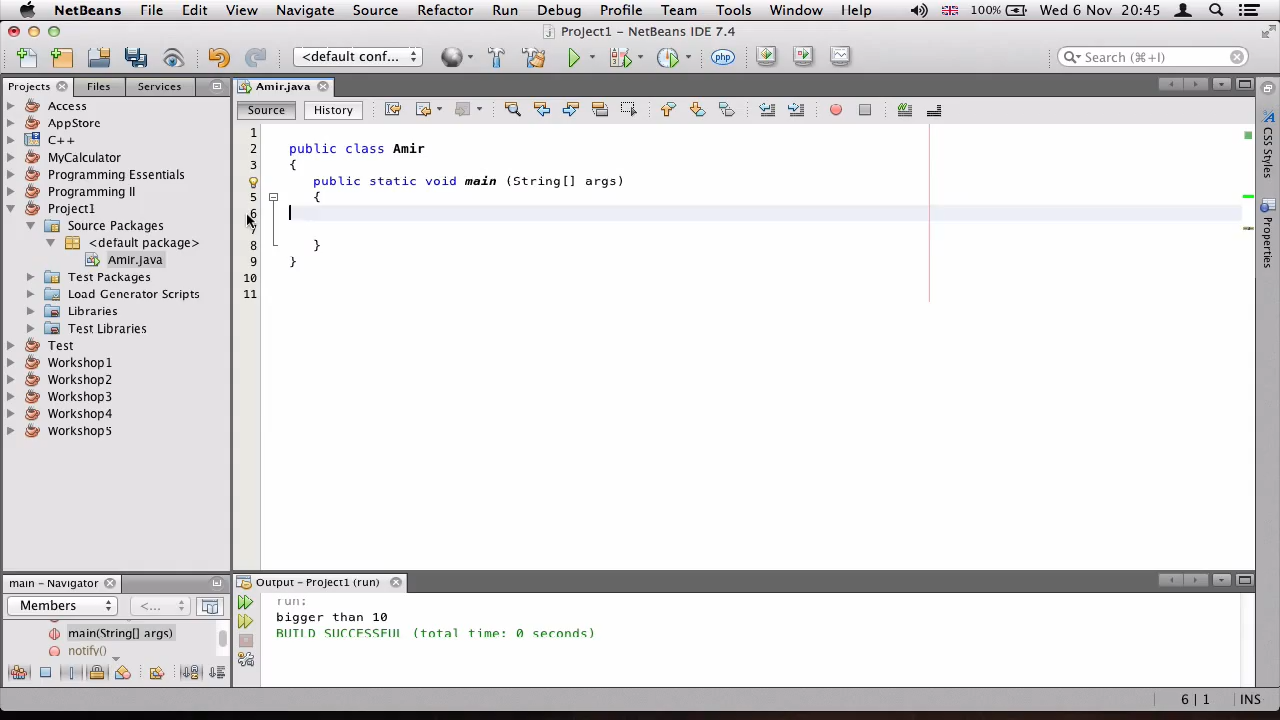 NetBeans File Edit View Navigate Source Refactor Run Debug Profile Team Tools Window Help 100% Wed 6 Nov 20:45
Project1 - NetBeans IDE 7.4
<default conf... php Search (⌘+I)
Projects Files Services
Amir.java
Access
AppStore
C++
MyCalculator
Programming Essentials
Programming II
Project1
Source Packages
<default package>
Amir.java
Test Packages
Load Generator Scripts
Libraries
Test Libraries
Test
Workshop1
Workshop2
Workshop3
Workshop4
Workshop5
Source History
1
2 public class Amir
3 {
public static void main (String[] args)
5 {
6
7
8 }
9 }
10
11
CSS Styles
Properties
main - Navigator
Members <...
main(String[] args)
notify()
Output - Project1 (run)
run:
bigger than 10
BUILD SUCCESSFUL (total time: 0 seconds)
6 | 1 INS